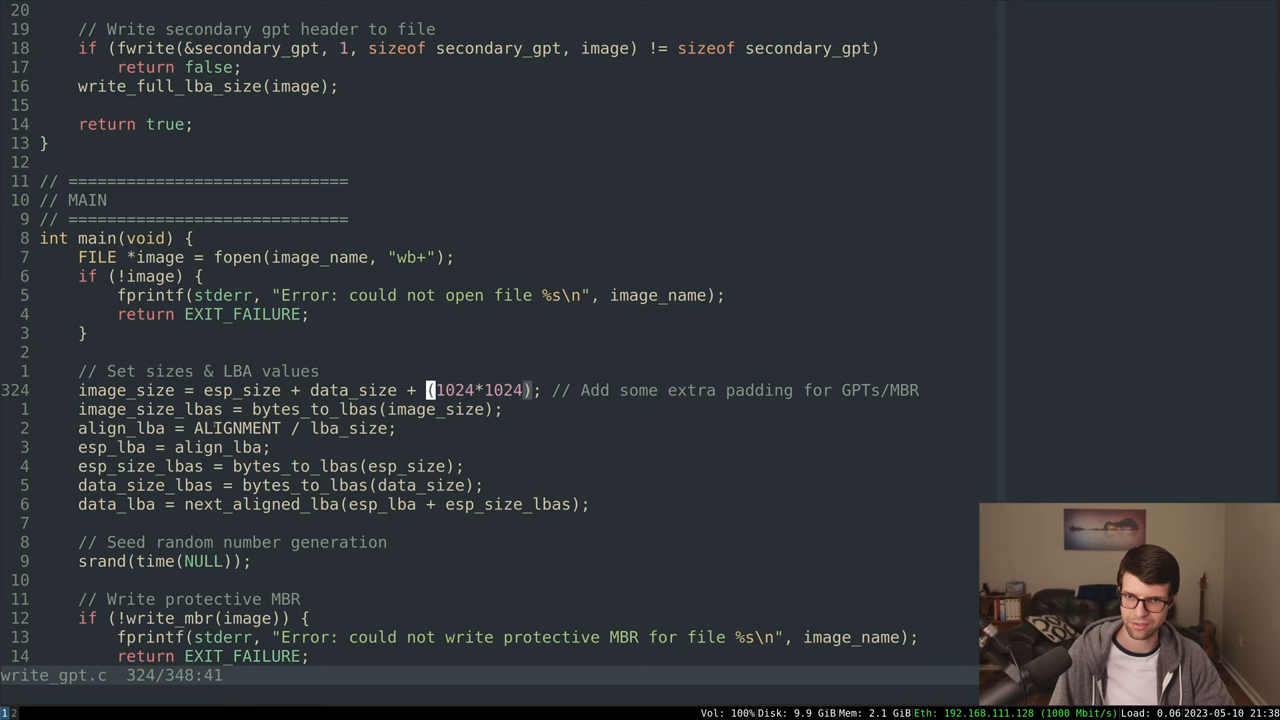 20
19     // Write secondary gpt header to file
18     if (fwrite(&secondary_gpt, 1, sizeof secondary_gpt, image) != sizeof secondary_gpt)
17         return false;
16     write_full_lba_size(image);
15
14     return true;
13 }
12
11 // =============================
10 // MAIN
9 // =============================
8 int main(void) {
7     FILE *image = fopen(image_name, "wb+");
6     if (!image) {
5         fprintf(stderr, "Error: could not open file %s\n", image_name);
4         return EXIT_FAILURE;
3     }
2
1     // Set sizes & LBA values
324     image_size = esp_size + data_size + (1024*1024); // Add some extra padding for GPTs/MBR
1     image_size_lbas = bytes_to_lbas(image_size);
2     align_lba = ALIGNMENT / lba_size;
3     esp_lba = align_lba;
4     esp_size_lbas = bytes_to_lbas(esp_size);
5     data_size_lbas = bytes_to_lbas(data_size);
6     data_lba = next_aligned_lba(esp_lba + esp_size_lbas);
7
8     // Seed random number generation
9     srand(time(NULL));
10
11     // Write protective MBR
12     if (!write_mbr(image)) {
13         fprintf(stderr, "Error: could not write protective MBR for file %s\n", image_name);
14         return EXIT_FAILURE;
write_gpt.c  324/348:41
1 2 Vol: 100% Disk: 9.9 GiB Mem: 2.1 GiB Eth: 192.168.111.128 (1000 Mbit/s) Load: 0.06 2023-05-10 21:38